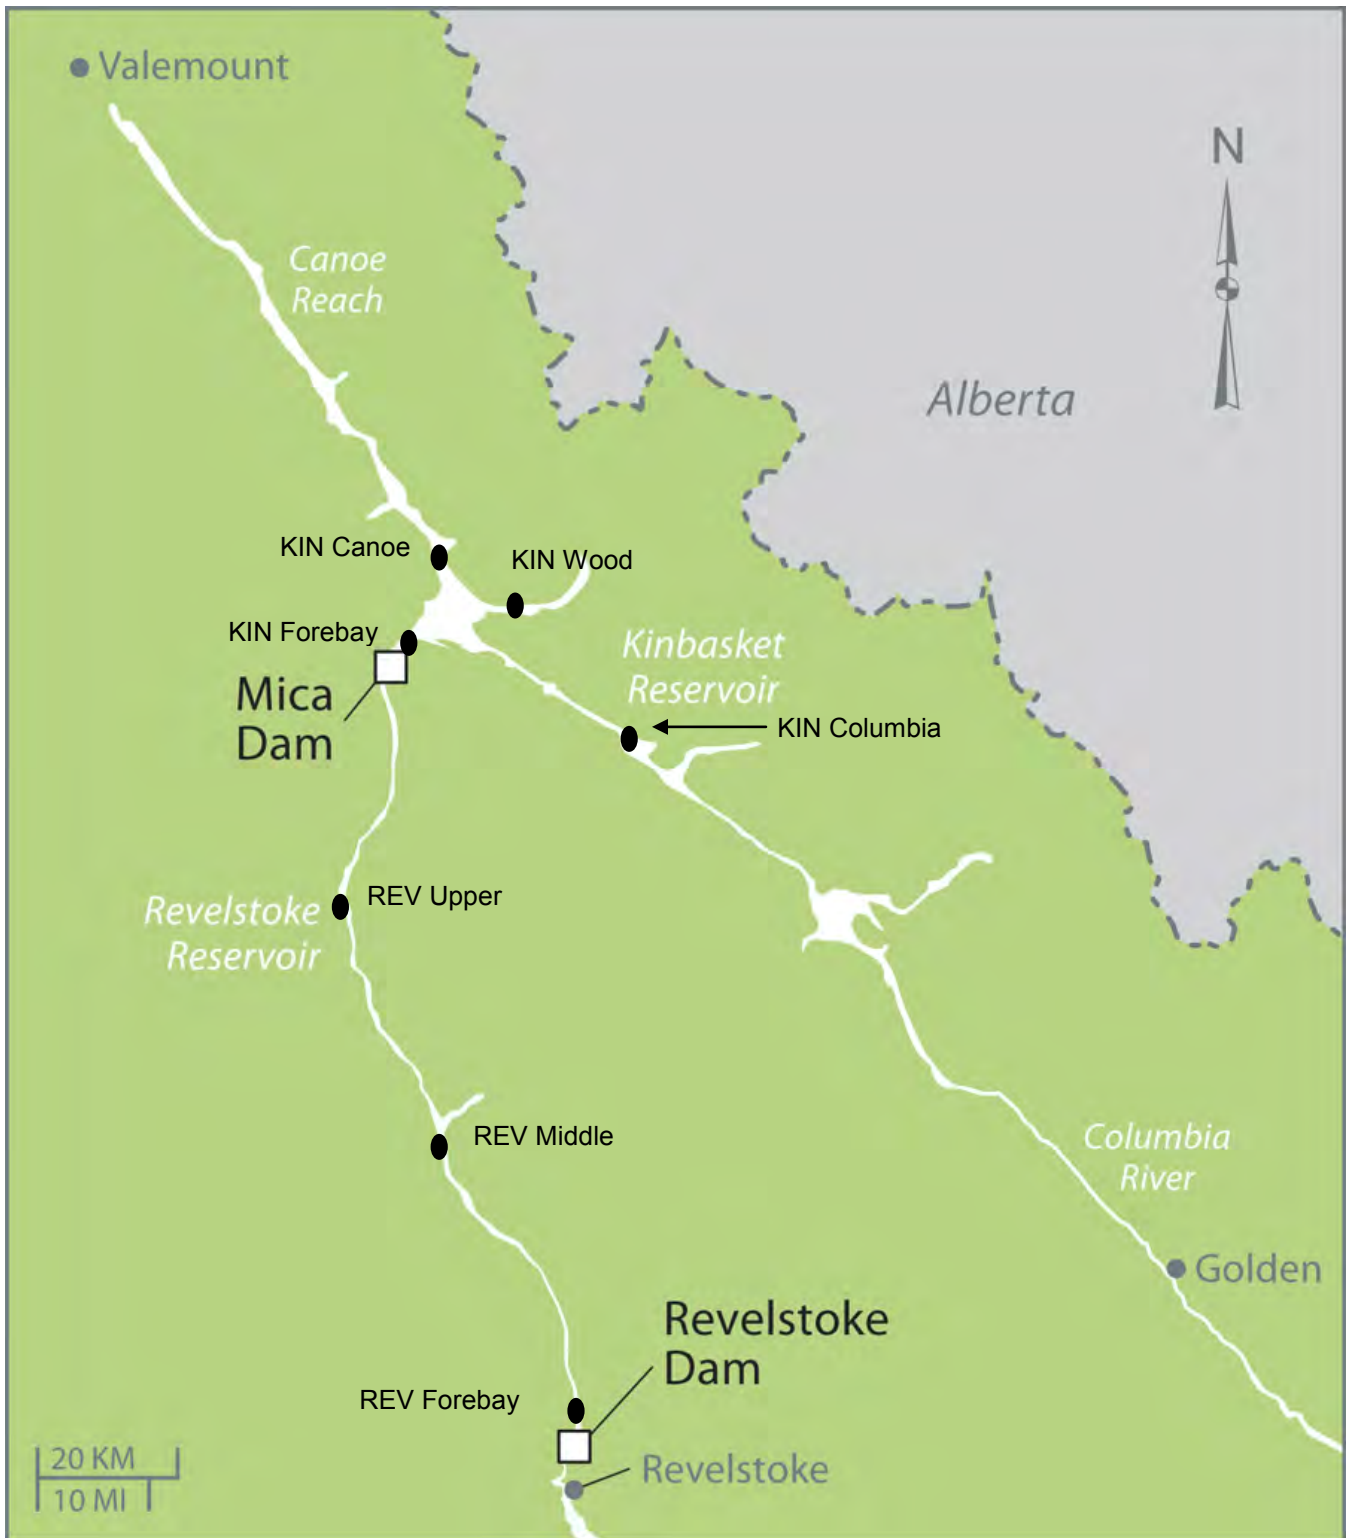 Valemount
N
Canoe
Reach
Alberta
KIN Canoe
KIN Wood
KIN Forebay
Kinbasket
Reservoir
Mica
Dam
KIN Columbia
REV Upper
Revelstoke
Reservoir
REV Middle
Columbia
River
Golden
Revelstoke
Dam
REV Forebay
20 KM
10 MI
Revelstoke